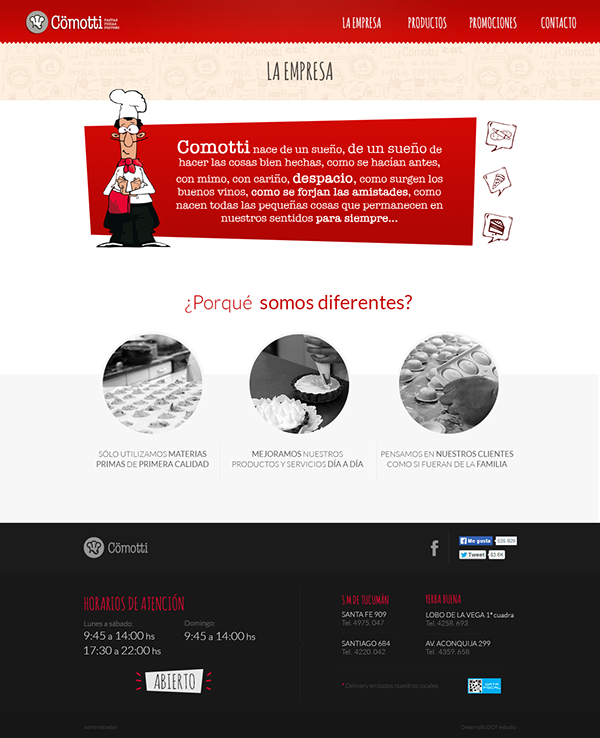 Cömotti PASTAS PIZZAS POSTRES
LA EMPRESA PRODUCTOS PROMOCIONES CONTACTO
LA EMPRESA
Comotti nace de un sueño, de un sueño de
hacer las cosas bien hechas, como se hacían antes,
con mimo, con cariño, despacio, como surgen los
buenos vinos, como se forjan las amistades, como
nacen todas las pequeñas cosas que permanecen en
nuestros sentidos para siempre...
¿Porqué somos diferentes?
SÓLO UTILIZAMOS MATERIAS
PRIMAS DE PRIMERA CALIDAD
MEJORAMOS NUESTROS
PRODUCTOS Y SERVICIOS DÍA A DÍA
PENSAMOS EN NUESTROS CLIENTES
COMO SI FUERAN DE LA FAMILIA
Cömotti
f
Me gusta
Tweet 83.6K
HORARIOS DE ATENCIÓN
Lunes a sábado:
9:45 a 14:00 hs
17:30 a 22:00 hs
Domingo:
9:45 a 14:00 hs
ABIERTO
S.M DE TUCUMÁN
SANTA FE 909
Tel. 4975. 047
SANTIAGO 684
Tel. 4220. 042
YERBA BUENA
LOBO DE LA VEGA 1ª cuadra
Tel. 4258. 693
AV. ACONQUIJA 299
Tel. 4359. 658
* Delivery en todos nuestros locales
DATA FISCAL
Administrador
Desarrollo DOT estudio